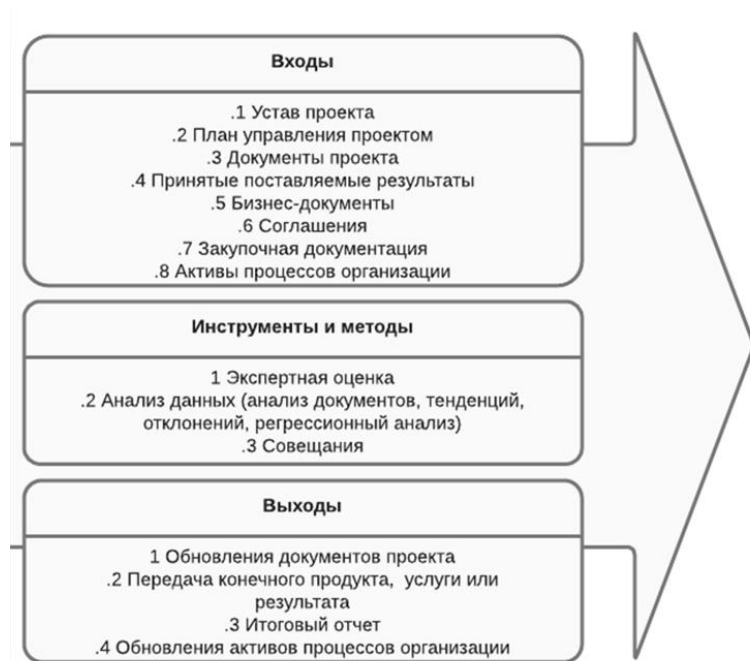 Входы
.1 Устав проекта
.2 План управления проектом
.3 Документы проекта
.4 Принятые поставляемые результаты
.5 Бизнес-документы
.6 Соглашения
.7 Закупочная документация
.8 Активы процессов организации
Инструменты и методы
1 Экспертная оценка
.2 Анализ данных (анализ документов, тенденций,
отклонений, регрессионный анализ)
.3 Совещания
Выходы
1 Обновления документов проекта
.2 Передача конечного продукта, услуги или
результата
.3 Итоговый отчет
.4 Обновления активов процессов организации